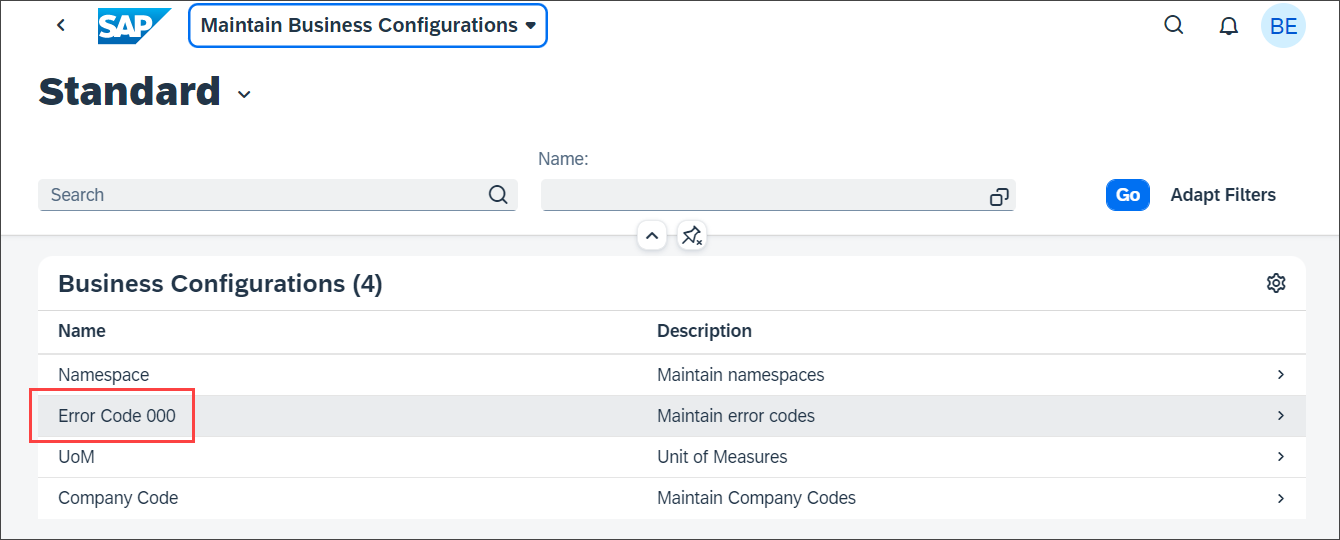 SAP Maintain Business Configurations BE
Standard
Name:
Search Go Adapt Filters
Business Configurations (4)
Name Description
Namespace Maintain namespaces
Error Code 000 Maintain error codes
UoM Unit of Measures
Company Code Maintain Company Codes